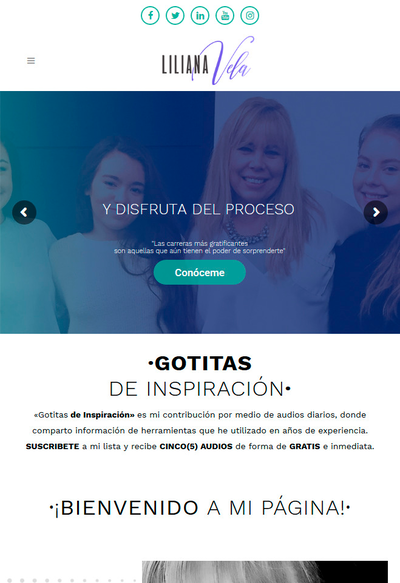 LILIANA Vela
Y DISFRUTA DEL PROCESO
"Las carreras más gratificantes
son aquellas que aún tienen el poder de sorprenderte"
Conóceme
•GOTITAS
DE INSPIRACIÓN•
«Gotitas de Inspiración» es mi contribución por medio de audios diarios, donde
comparto información de herramientas que he utilizado en años de experiencia.
SUSCRIBETE a mi lista y recibe CINCO(5) AUDIOS de forma de GRATIS e inmediata.
•¡BIENVENIDO A MI PÁGINA!•